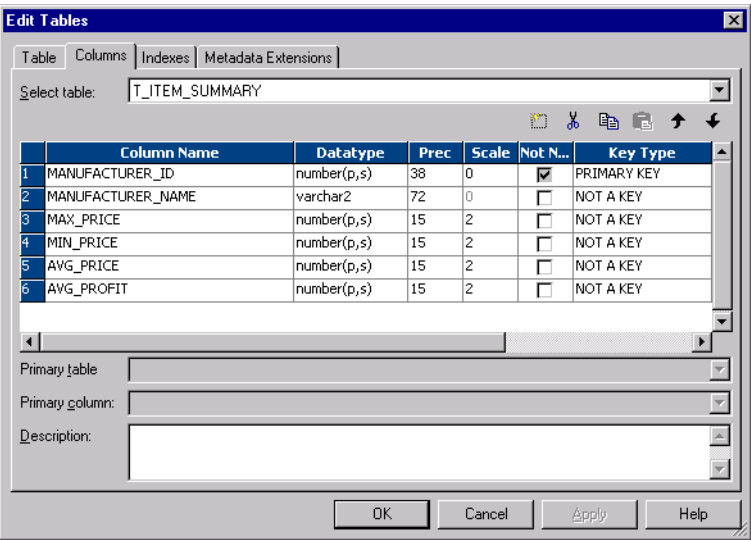 Edit Tables
Table Columns Indexes Metadata Extensions
Select table: T_ITEM_SUMMARY
Column Name Datatype Prec Scale Not N... Key Type
1 MANUFACTURER_ID number(p,s) 38 0 PRIMARY KEY
2 MANUFACTURER_NAME varchar2 72 0 NOT A KEY
3 MAX_PRICE number(p,s) 15 2 NOT A KEY
4 MIN_PRICE number(p,s) 15 2 NOT A KEY
5 AVG_PRICE number(p,s) 15 2 NOT A KEY
6 AVG_PROFIT number(p,s) 15 2 NOT A KEY
Primary table
Primary column:
Description:
OK Cancel Apply Help